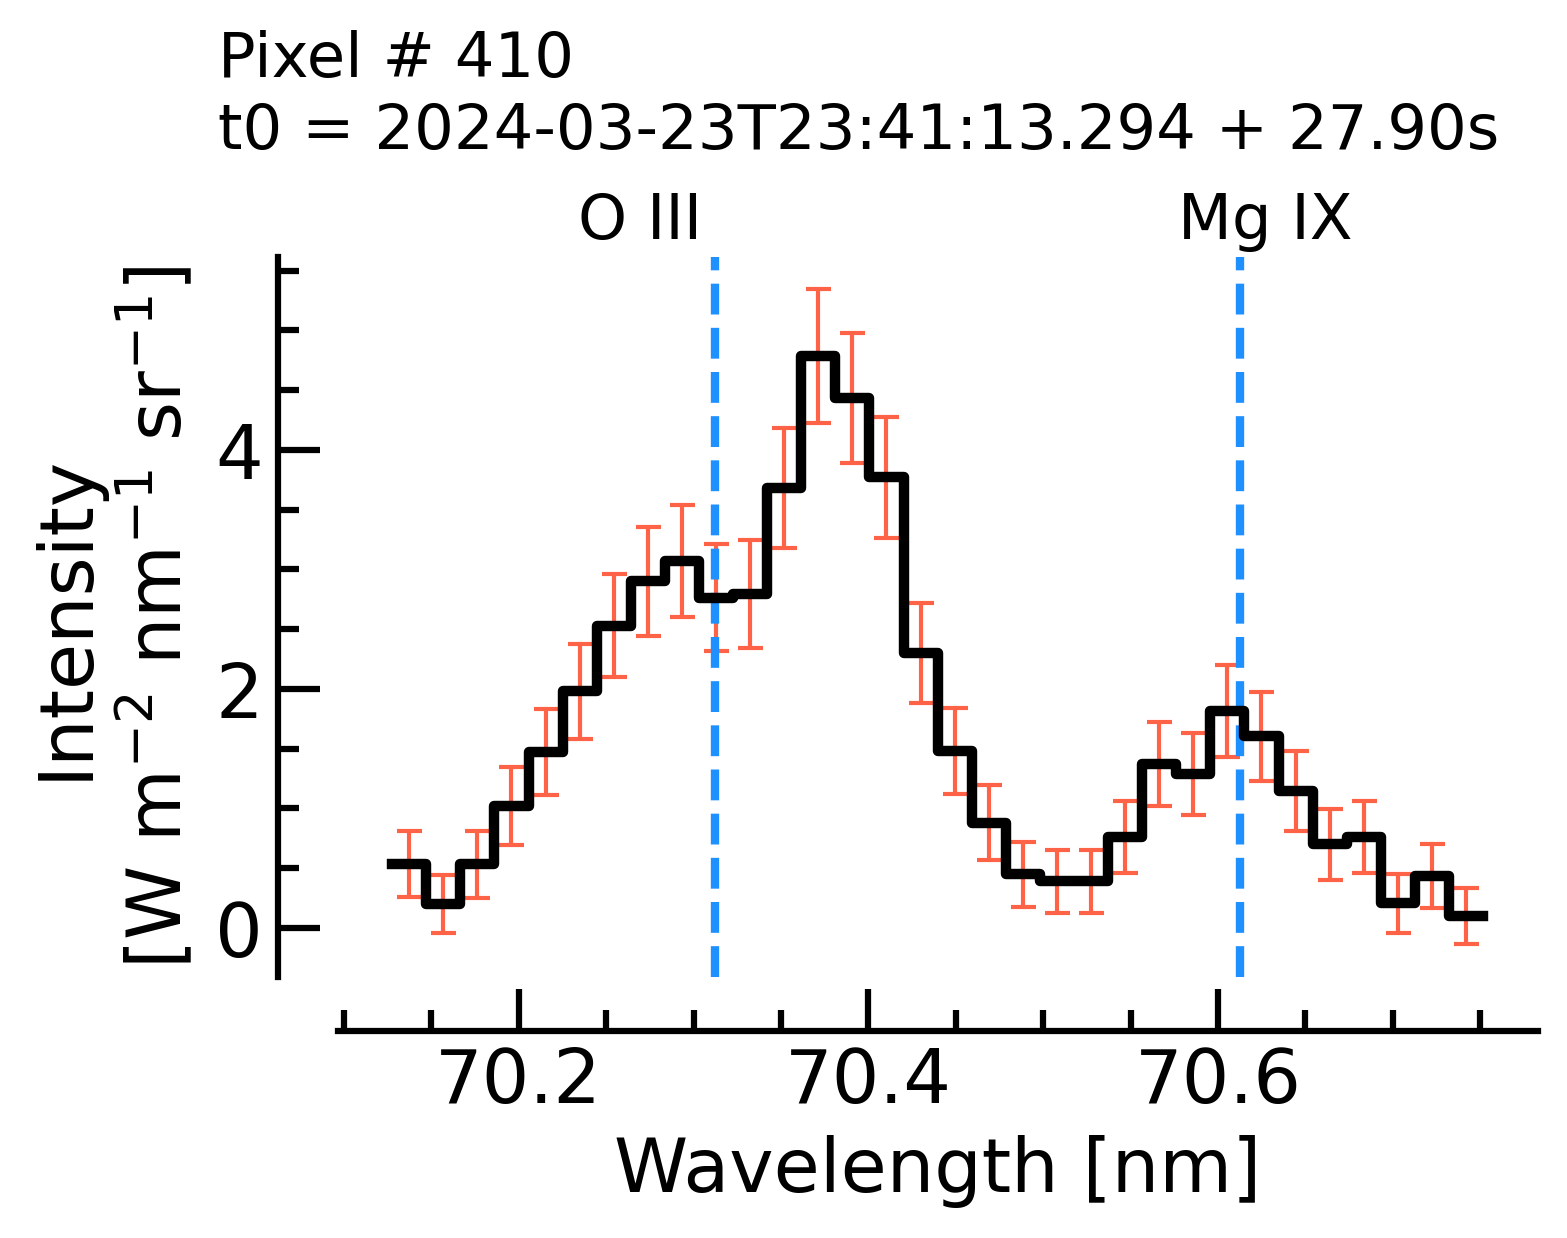 Pixel # 410
t0 = 2024-03-23T23:41:13.294 + 27.90s
O III
Mg IX
Intensity
[W m⁻² nm⁻¹ sr⁻¹]
4
2
0
70.2
70.4
70.6
Wavelength [nm]